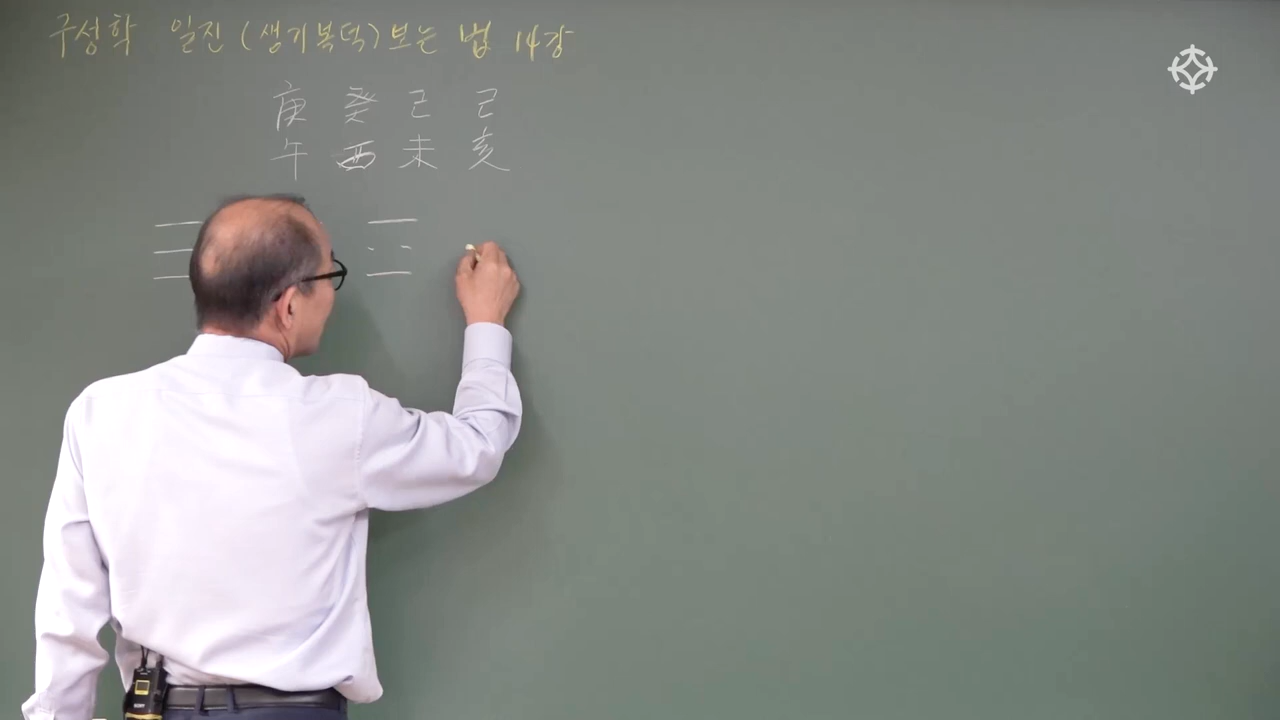 구성학 일진 (생기복덕) 보는 법 14강
庚 癸 己 己
午 酉 未 亥